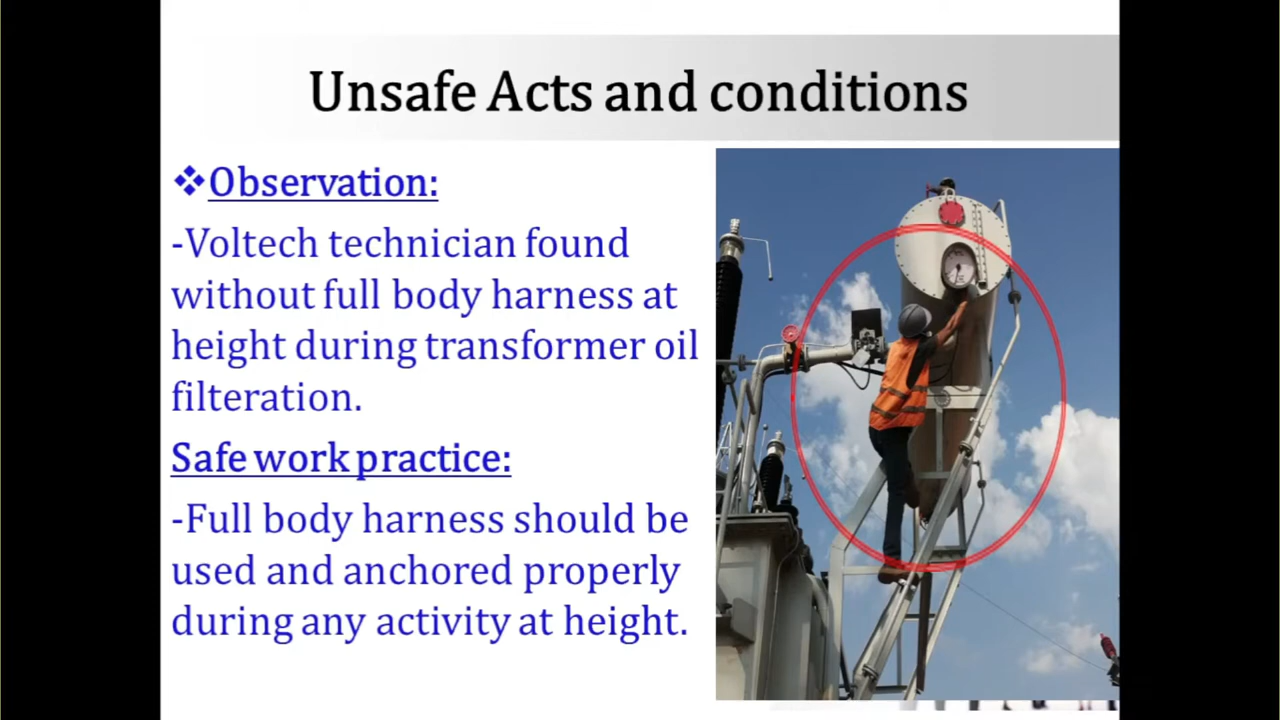 Unsafe Acts and conditions
❖Observation:
-Voltech technician found
without full body harness at
height during transformer oil
filteration.
Safe work practice:
-Full body harness should be
used and anchored properly
during any activity at height.